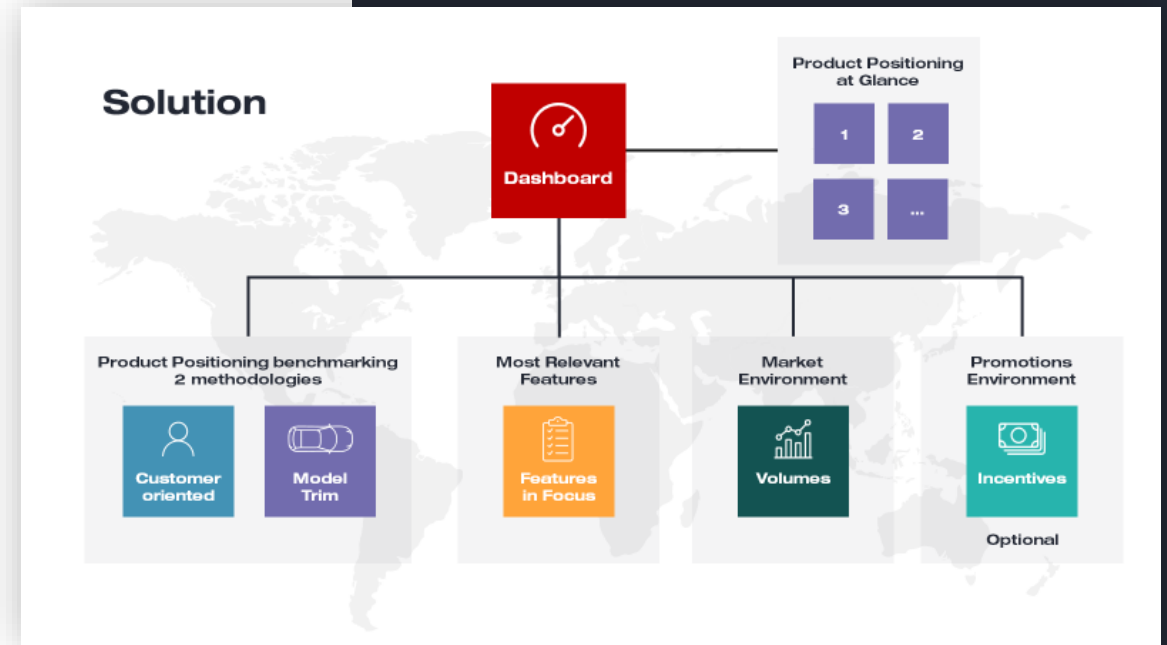 Solution
Dashboard
Product Positioning
at Glance
1
2
3
...
Product Positioning benchmarking
2 methodologies
Customer
oriented
Model
Trim
Most Relevant
Features
Features
in Focus
Market
Environment
Volumes
Promotions
Environment
Incentives
Optional